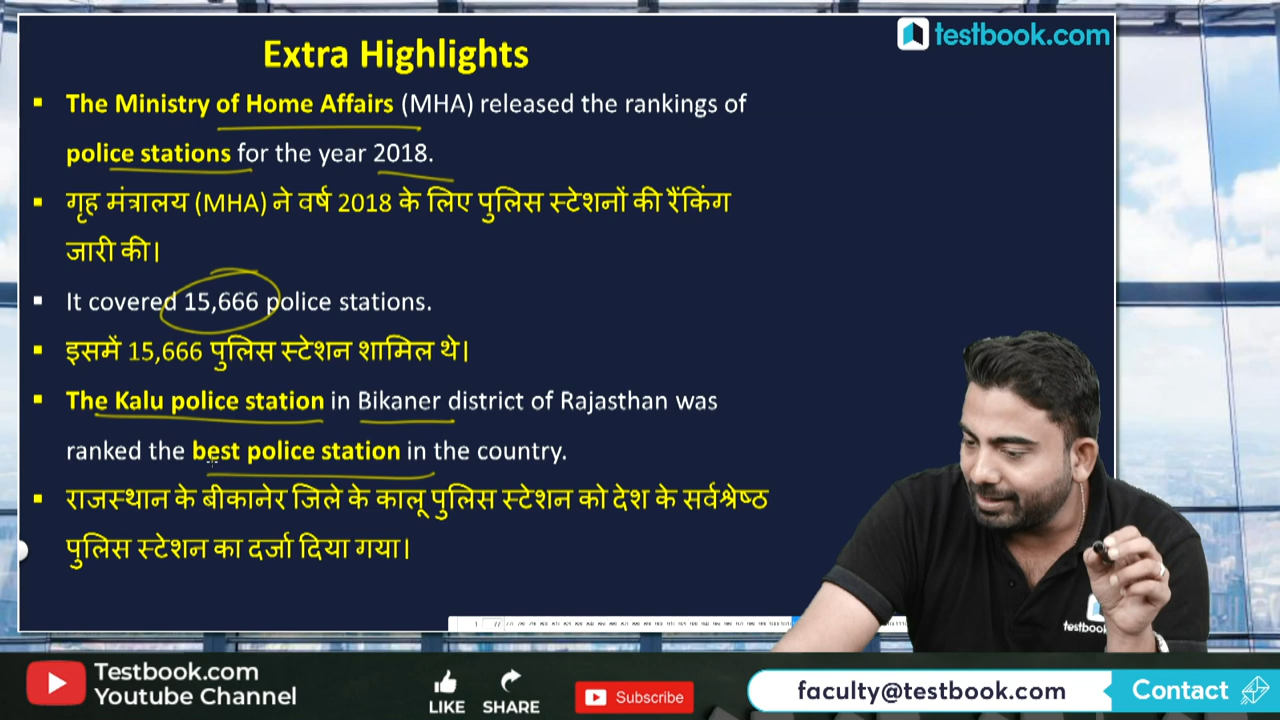 Extra Highlights
testbook.com
▪ The Ministry of Home Affairs (MHA) released the rankings of
police stations for the year 2018.
▪ गृह मंत्रालय (MHA) ने वर्ष 2018 के लिए पुलिस स्टेशनों की रैंकिंग
जारी की।
▪ It covered 15,666 police stations.
▪ इसमें 15,666 पुलिस स्टेशन शामिल थे।
▪ The Kalu police station in Bikaner district of Rajasthan was
ranked the best police station in the country.
▪ राजस्थान के बीकानेर जिले के कालू पुलिस स्टेशन को देश के सर्वश्रेष्ठ
पुलिस स्टेशन का दर्जा दिया गया।
testbook
Testbook.com
Youtube Channel
LIKE
SHARE
Subscribe
faculty@testbook.com
Contact